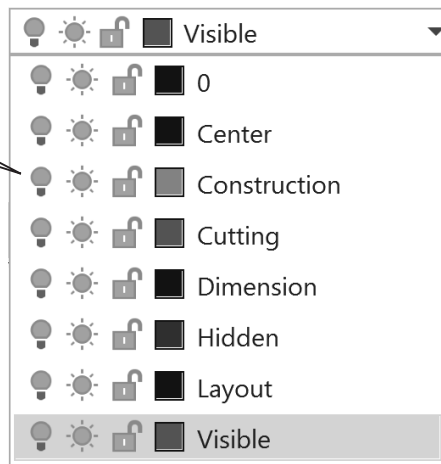 Visible
0
Center
Construction
Cutting
Dimension
Hidden
Layout
Visible